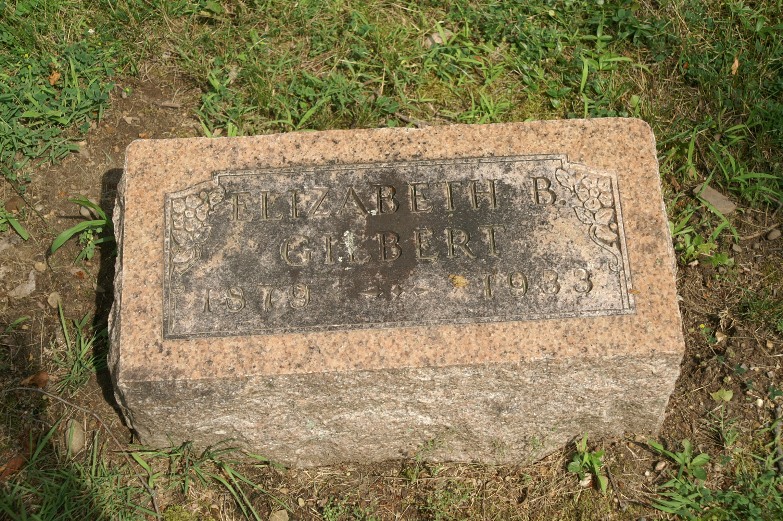 ELIZABETH B.
GILBERT
1879 1933